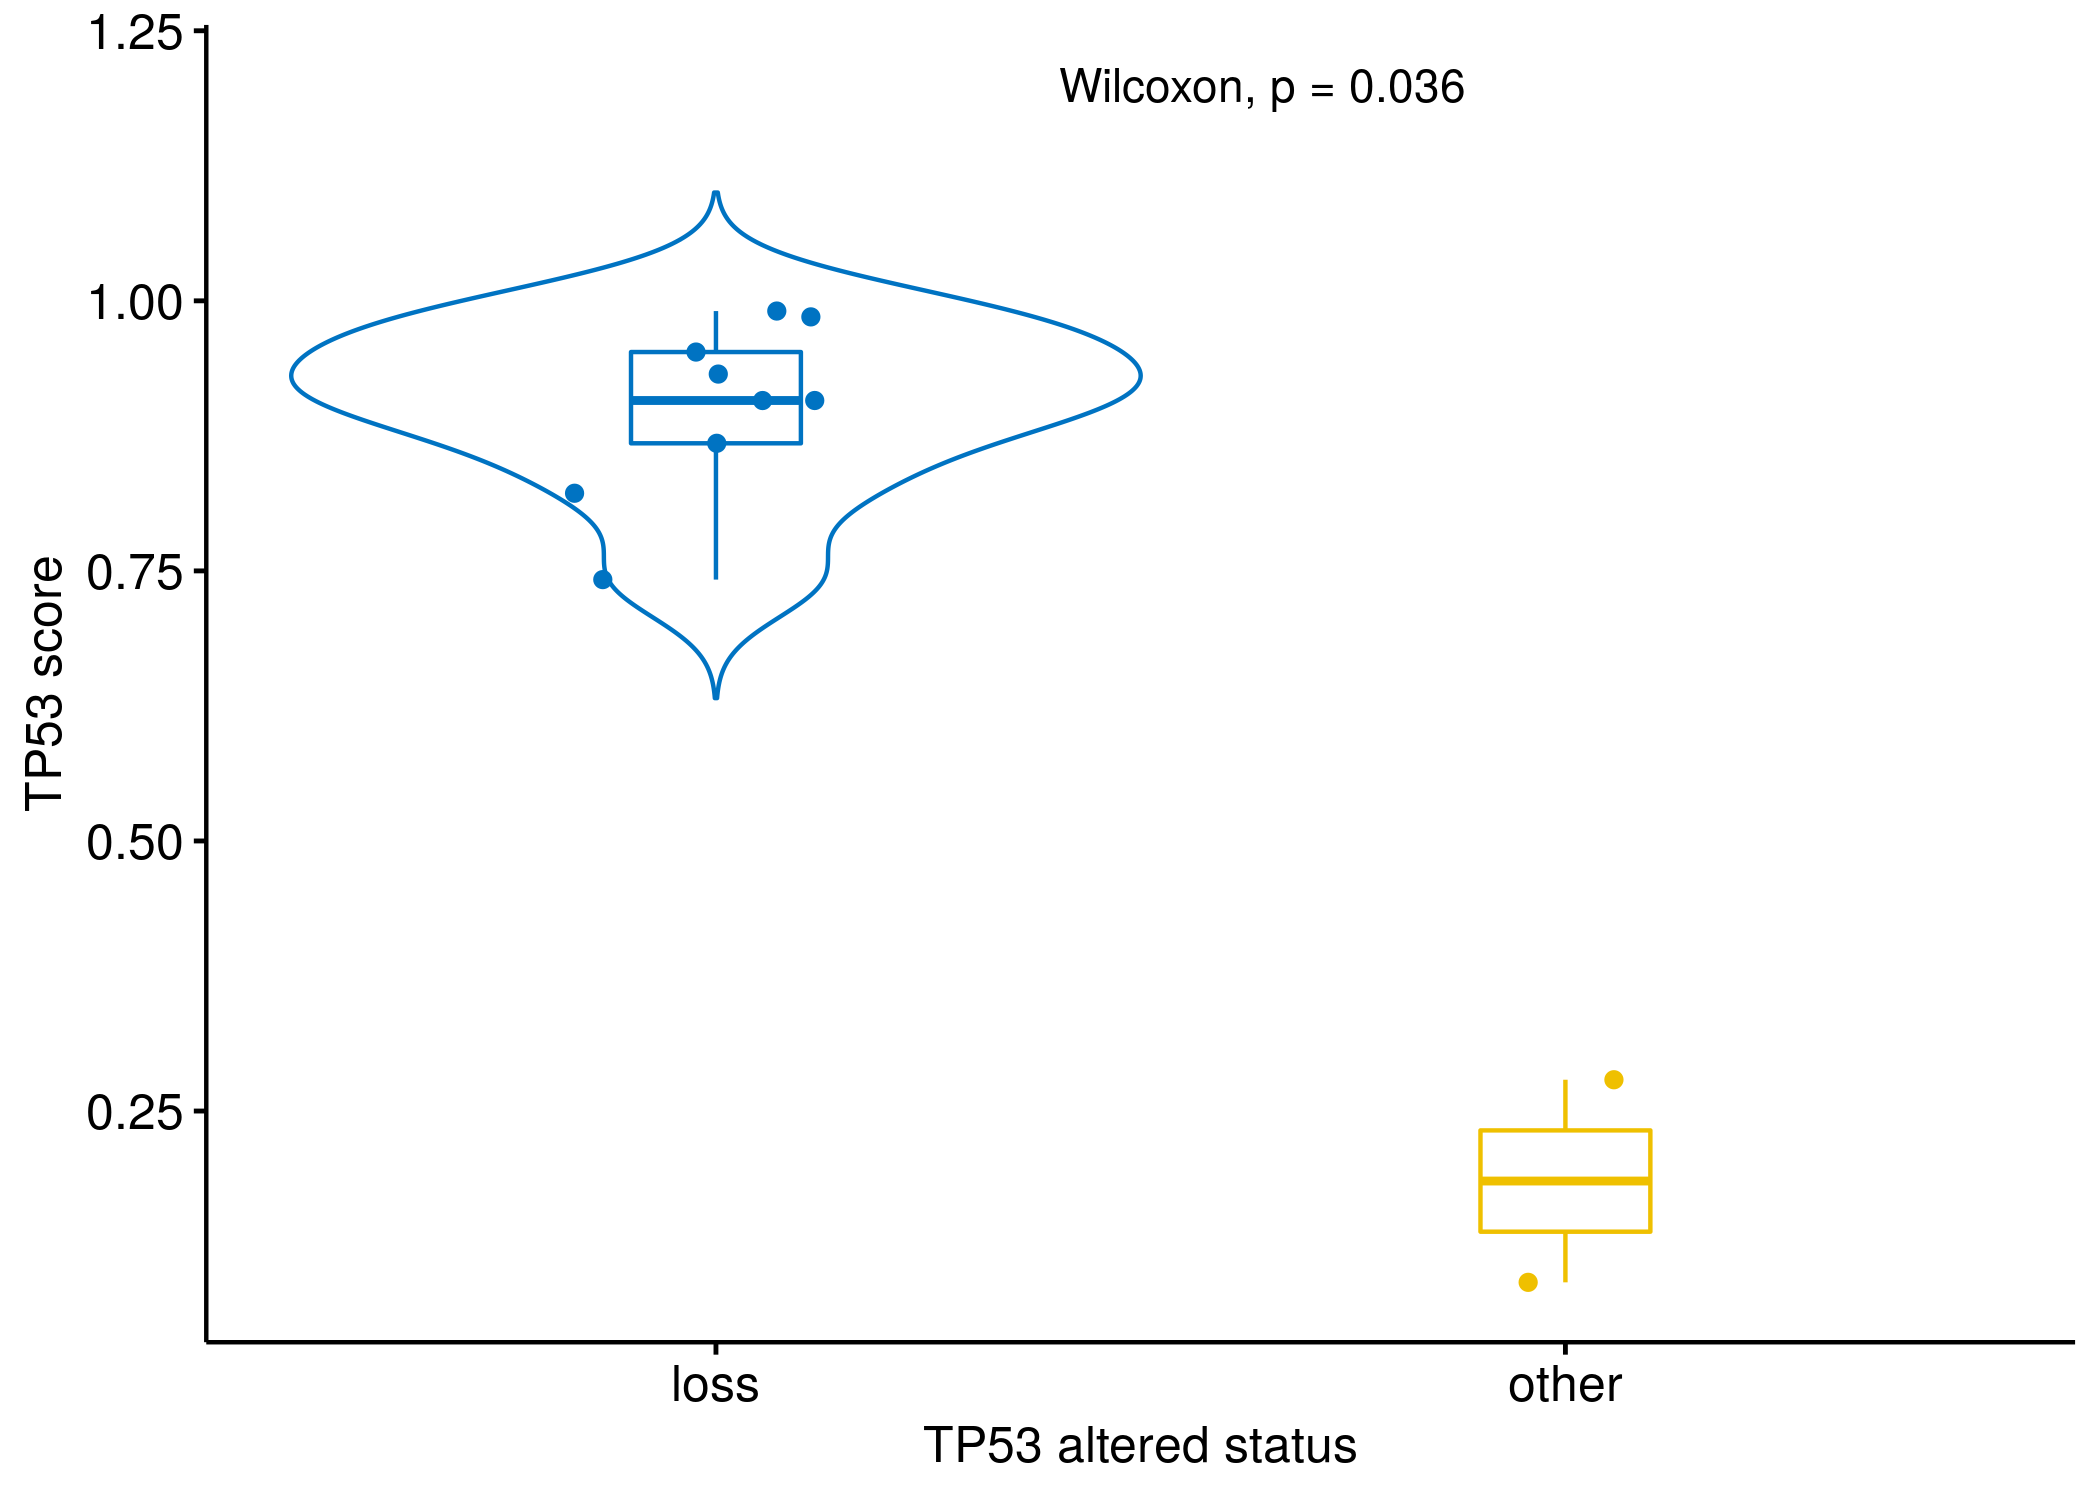 1.25
Wilcoxon, p = 0.036
1.00
0.75
0.50
0.25
TP53 score
loss
other
TP53 altered status